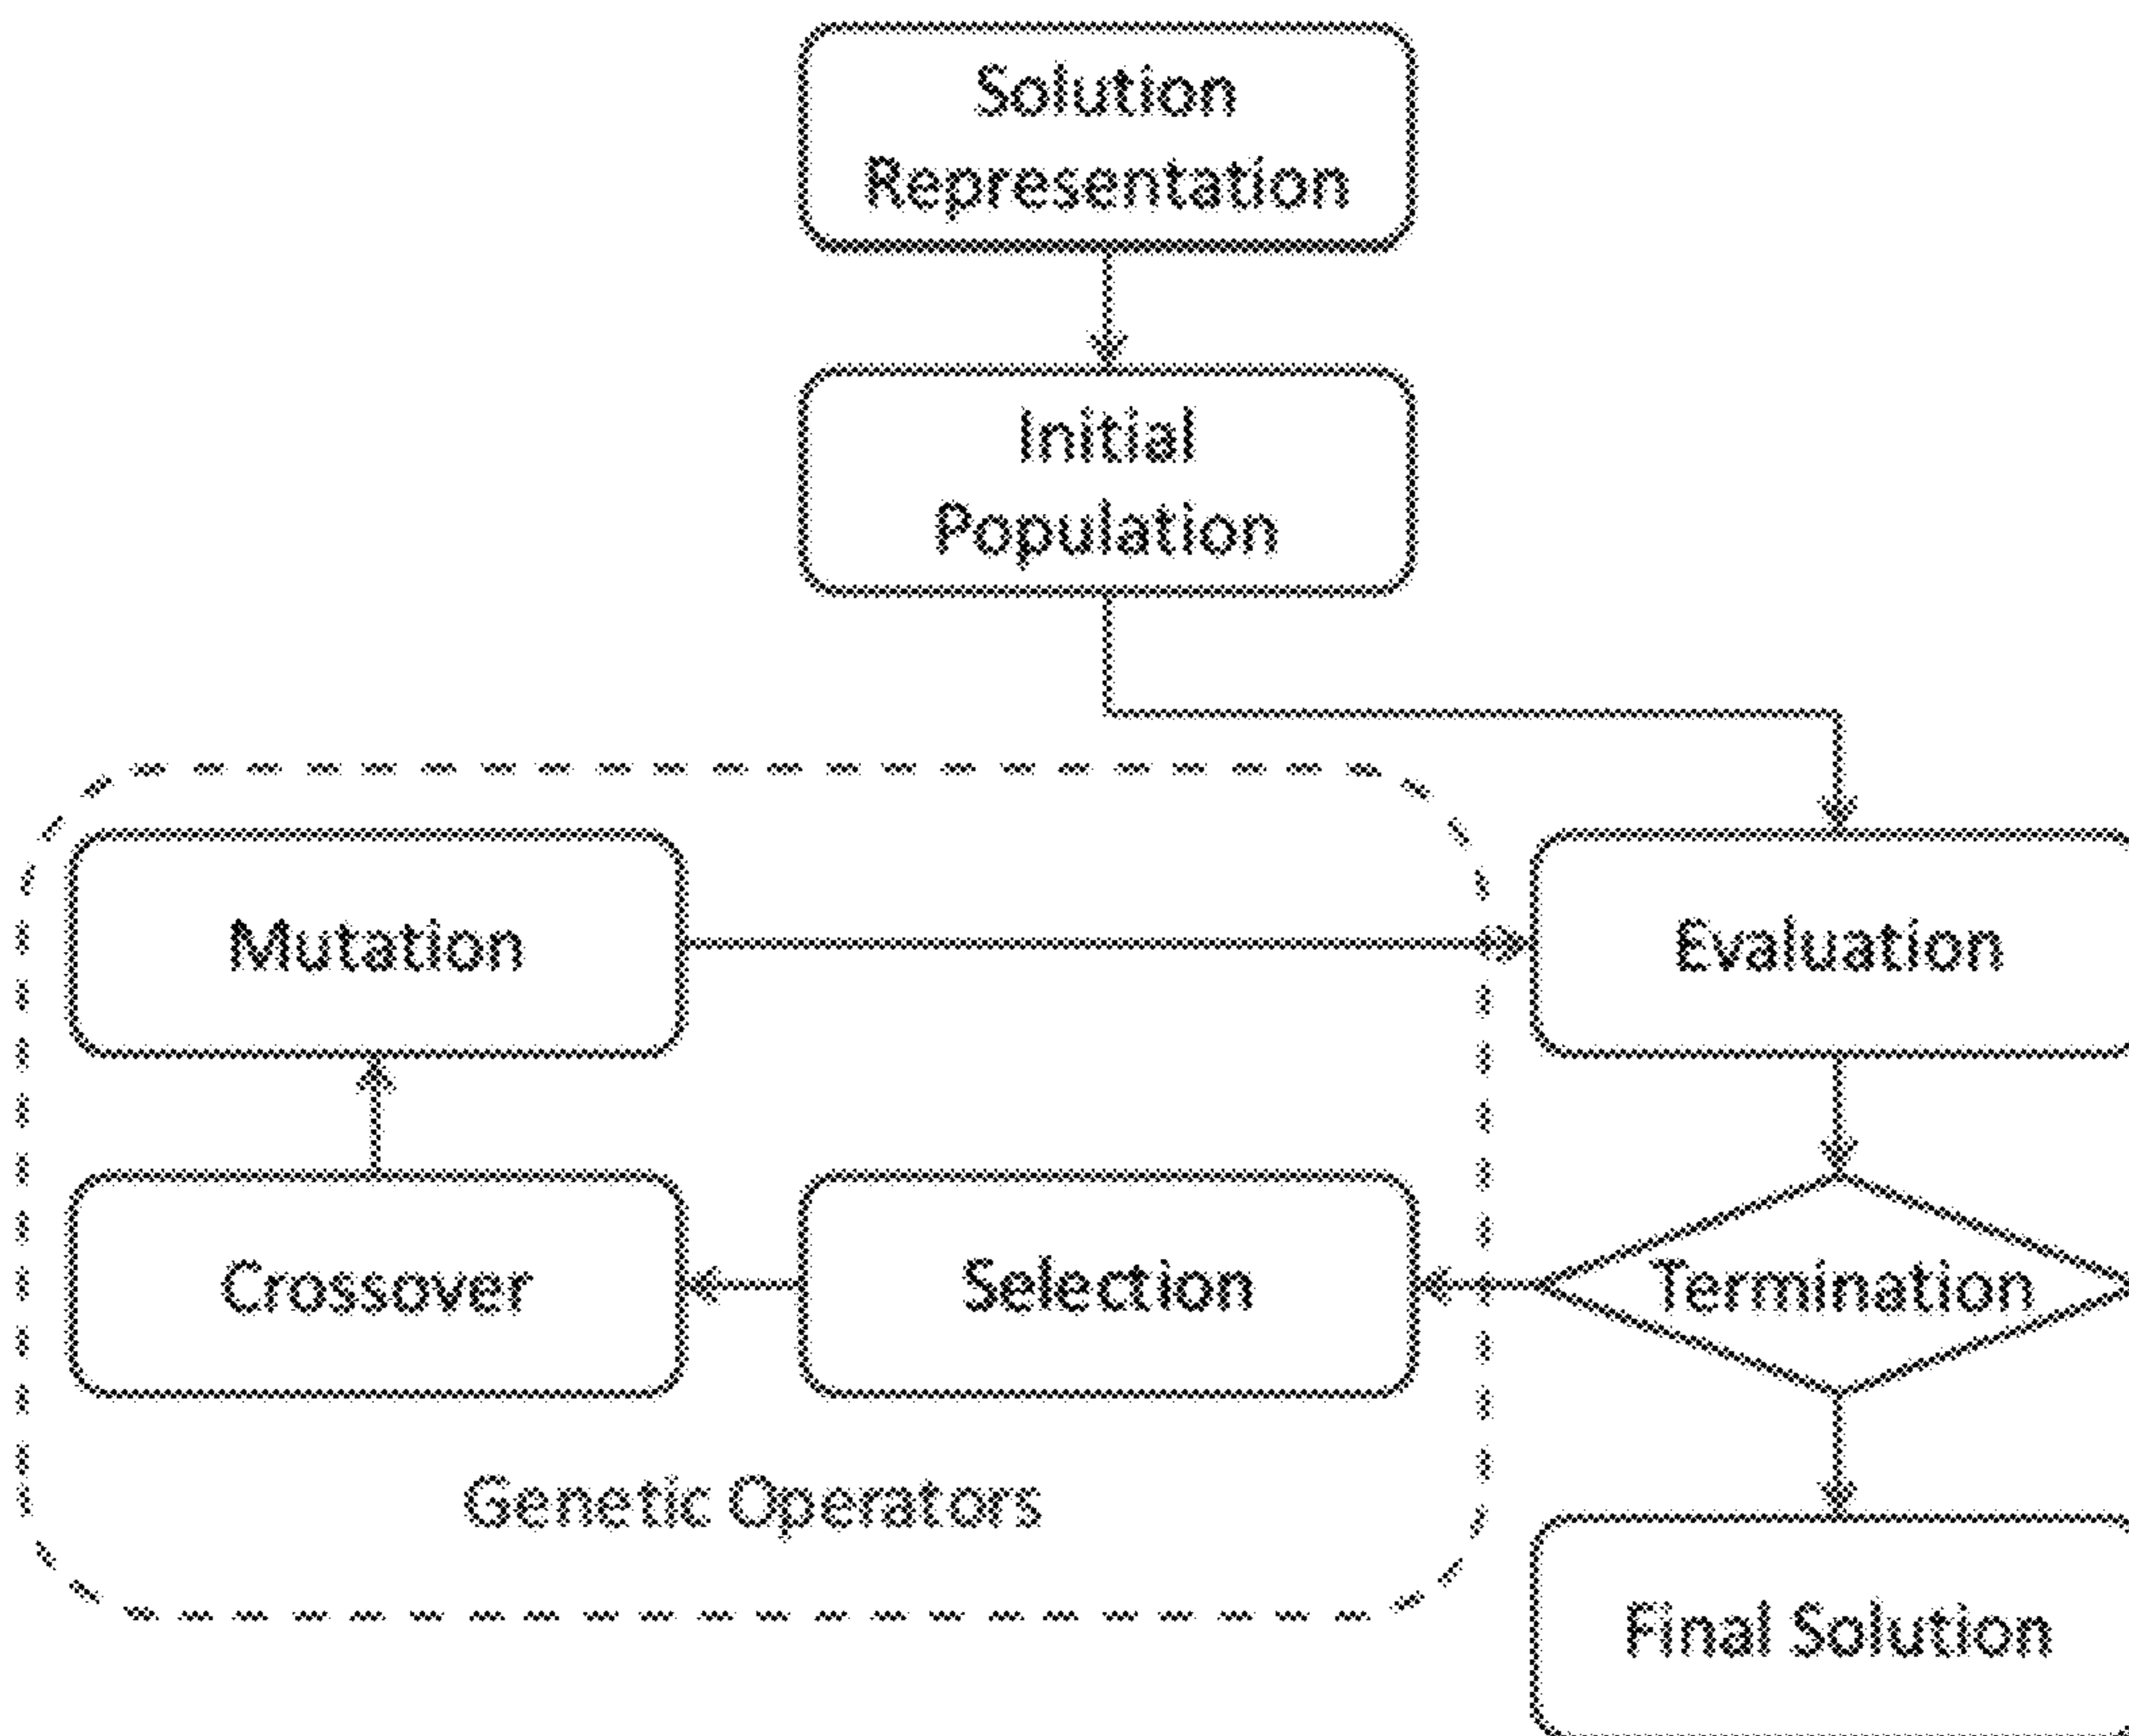 Solution
Representation
Initial
Population
Mutation
Evaluation
Crossover
Selection
Termination
Genetic Operators
Final Solution